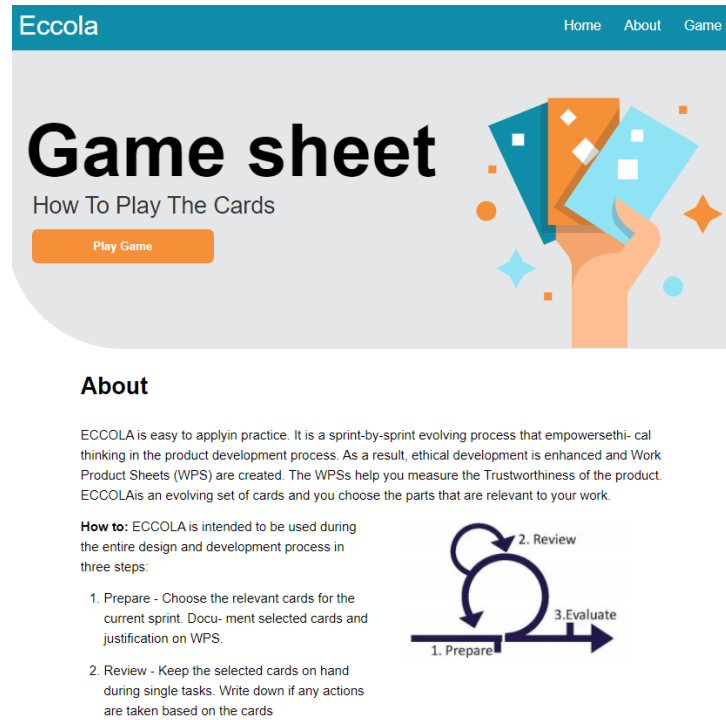 Eccola
Home About Game
Game sheet
How To Play The Cards
Play Game
About
ECCOLA is easy to applyin practice. It is a sprint-by-sprint evolving process that empowersethi- cal
thinking in the product development process. As a result, ethical development is enhanced and Work
Product Sheets (WPS) are created. The WPSs help you measure the Trustworthiness of the product.
ECCOLAis an evolving set of cards and you choose the parts that are relevant to your work.
How to: ECCOLA is intended to be used during
the entire design and development process in
three steps:
1. Prepare - Choose the relevant cards for the
current sprint. Docu- ment selected cards and
justification on WPS.
2. Review - Keep the selected cards on hand
during single tasks. Write down if any actions
are taken based on the cards
2. Review
3.Evaluate
1. Prepare